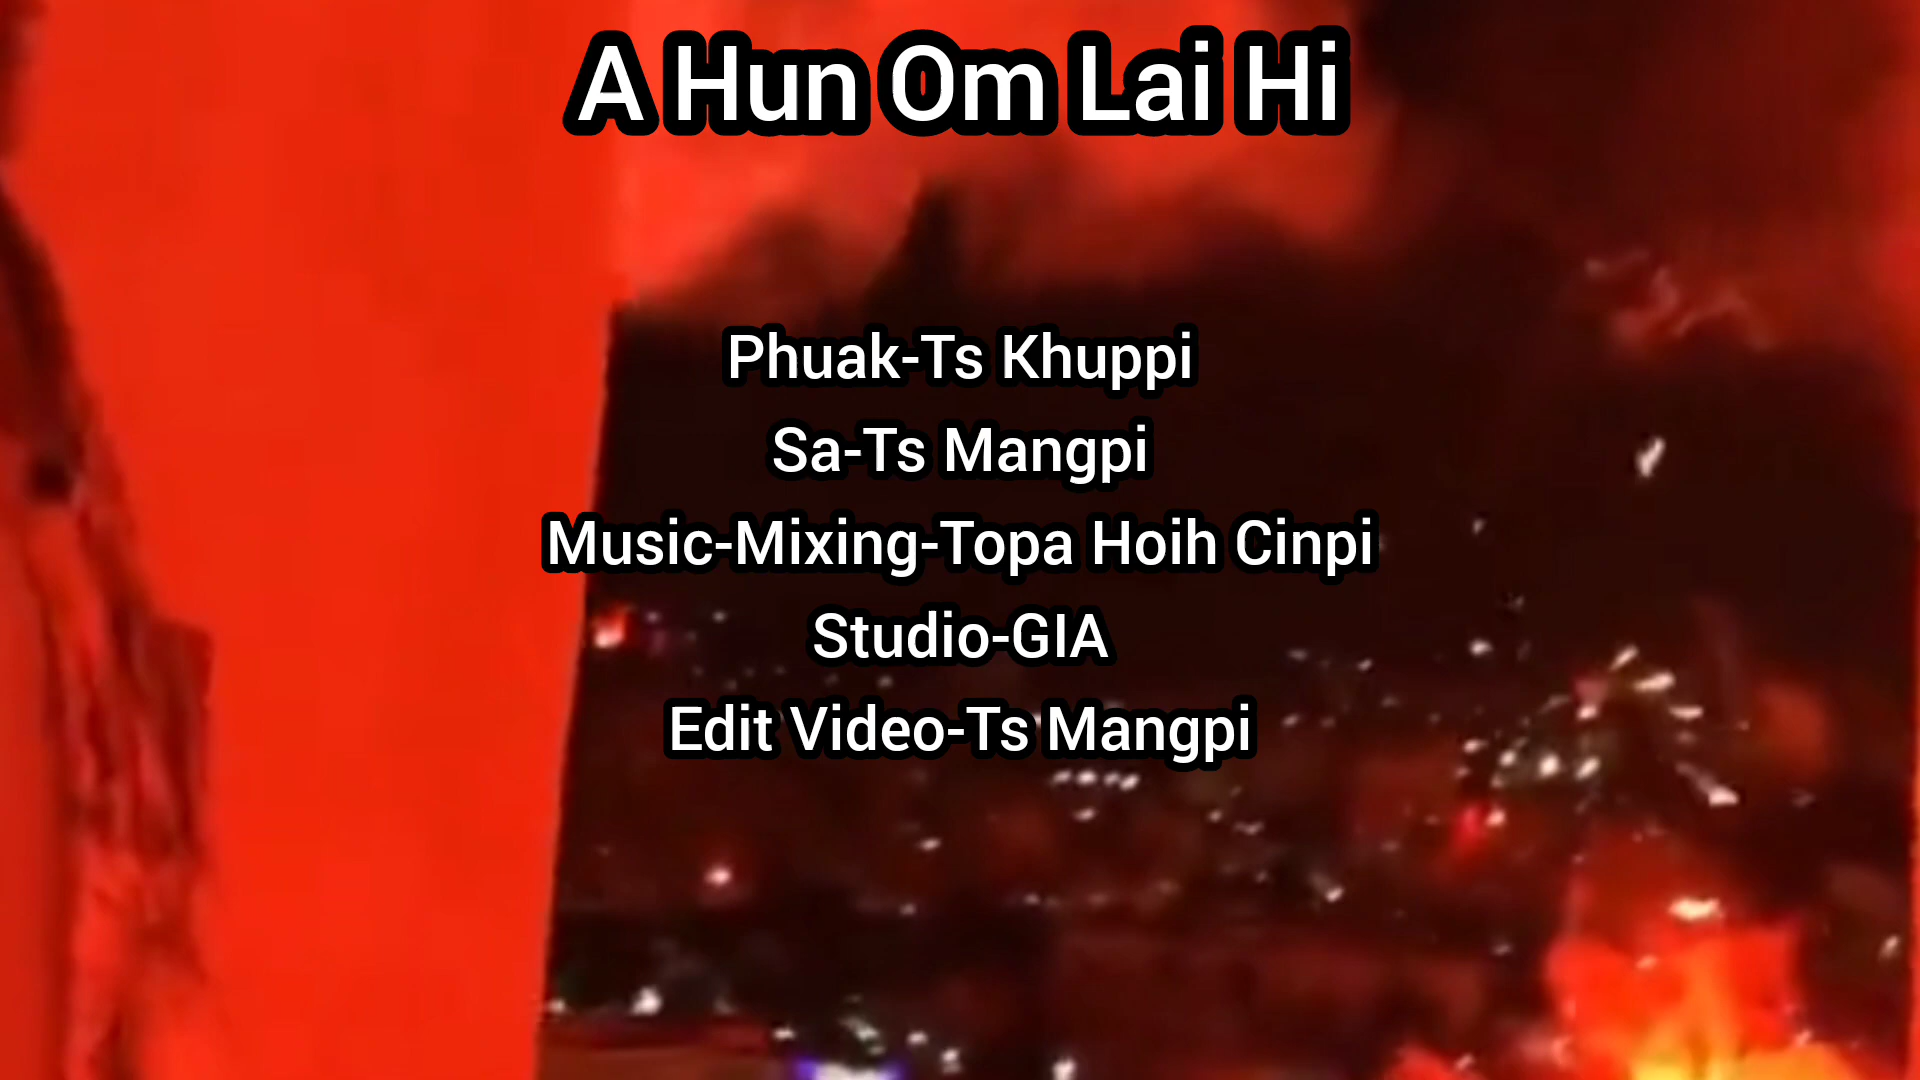 A Hun Om Lai Hi
Phuak-Ts Khuppi
Sa-Ts Mangpi
Music-Mixing-Topa Hoih Cinpi
Studio-GIA
Edit Video-Ts Mangpi